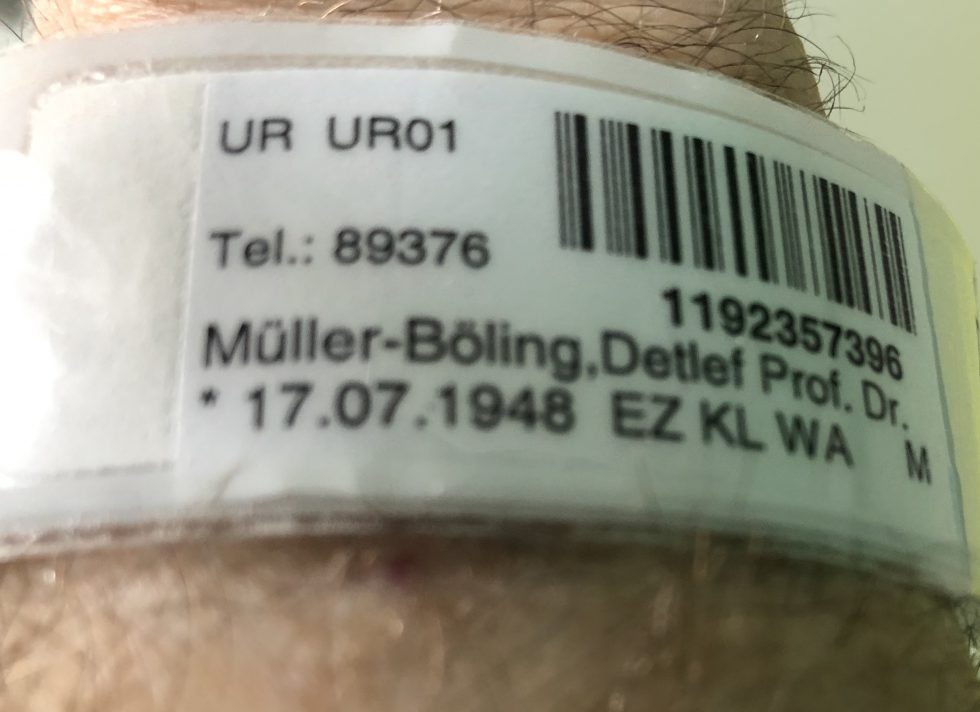 UR UR01
Tel.: 89376
1192357396
Müller-Böling,Detlef Prof. Dr.
* 17.07.1948 EZ KL WA M